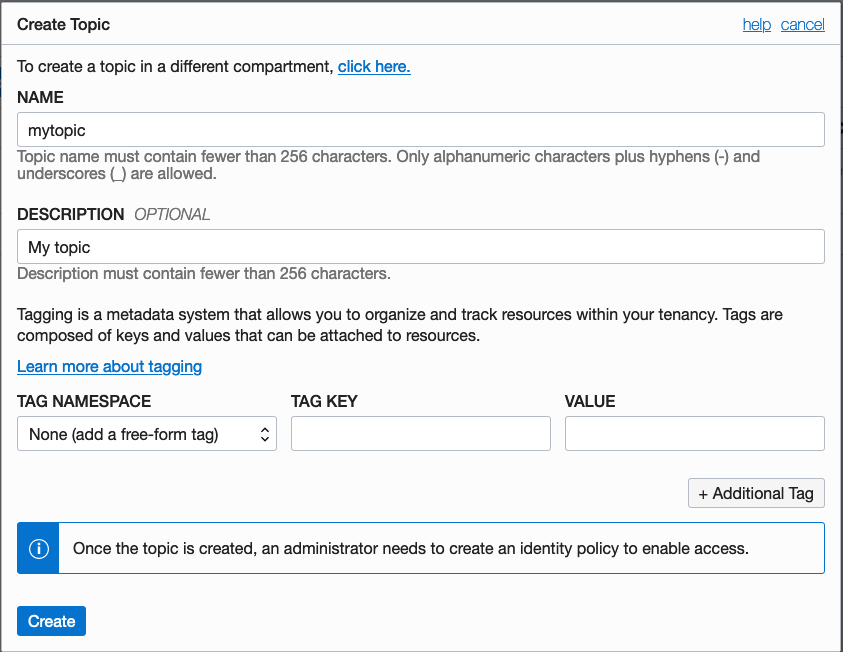 Create Topic help cancel
To create a topic in a different compartment, click here.
NAME
mytopic
Topic name must contain fewer than 256 characters. Only alphanumeric characters plus hyphens (-) and
underscores (_) are allowed.
DESCRIPTION OPTIONAL
My topic
Description must contain fewer than 256 characters.
Tagging is a metadata system that allows you to organize and track resources within your tenancy. Tags are
composed of keys and values that can be attached to resources.
Learn more about tagging
TAG NAMESPACE TAG KEY VALUE
None (add a free-form tag)
+ Additional Tag
Once the topic is created, an administrator needs to create an identity policy to enable access.
Create